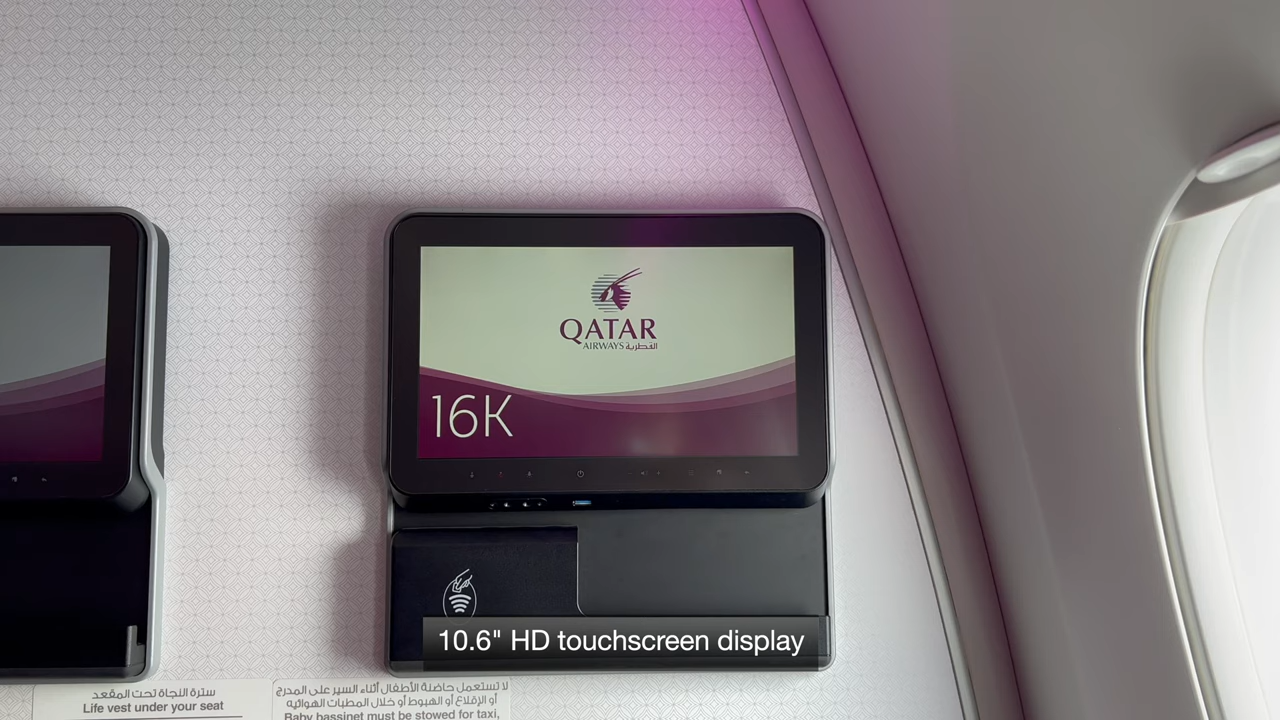 QATAR
AIRWAYS القطرية
16K
10.6" HD touchscreen display
سترة النجاة تحت المقعد
Life vest under your seat
لا تستعمل حاضنة الأطفال أثناء السير على المدرج
أو الإقلاع أو الهبوط أو خلال المطبات الهوائيه
Baby bassinet must be stowed for taxi,